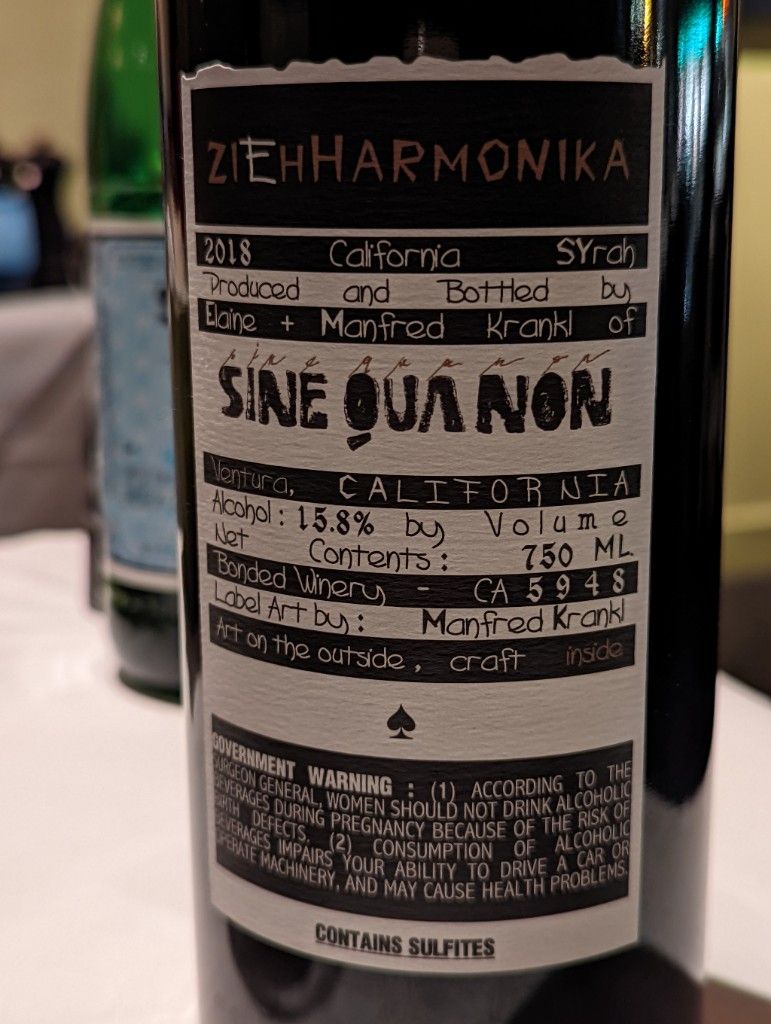 ZIEHHARMONIKA
2018 California SYrah
Produced and Bottled by
Elaine + Manfred Krankl of
sine qua non
SINE QUA NON
Ventura, CALIFORNIA
Alcohol: 15.8% by Volume
Net Contents: 750 ML
Bonded Winery - CA 5948
Label Art by: Manfred Krankl
Art on the outside, craft inside
GOVERNMENT WARNING : (1) ACCORDING TO THE
SURGEON GENERAL, WOMEN SHOULD NOT DRINK ALCOHOLIC
BEVERAGES DURING PREGNANCY BECAUSE OF THE RISK OF
BIRTH DEFECTS. (2) CONSUMPTION OF ALCOHOLIC
BEVERAGES IMPAIRS YOUR ABILITY TO DRIVE A CAR OR
OPERATE MACHINERY, AND MAY CAUSE HEALTH PROBLEMS.
CONTAINS SULFITES